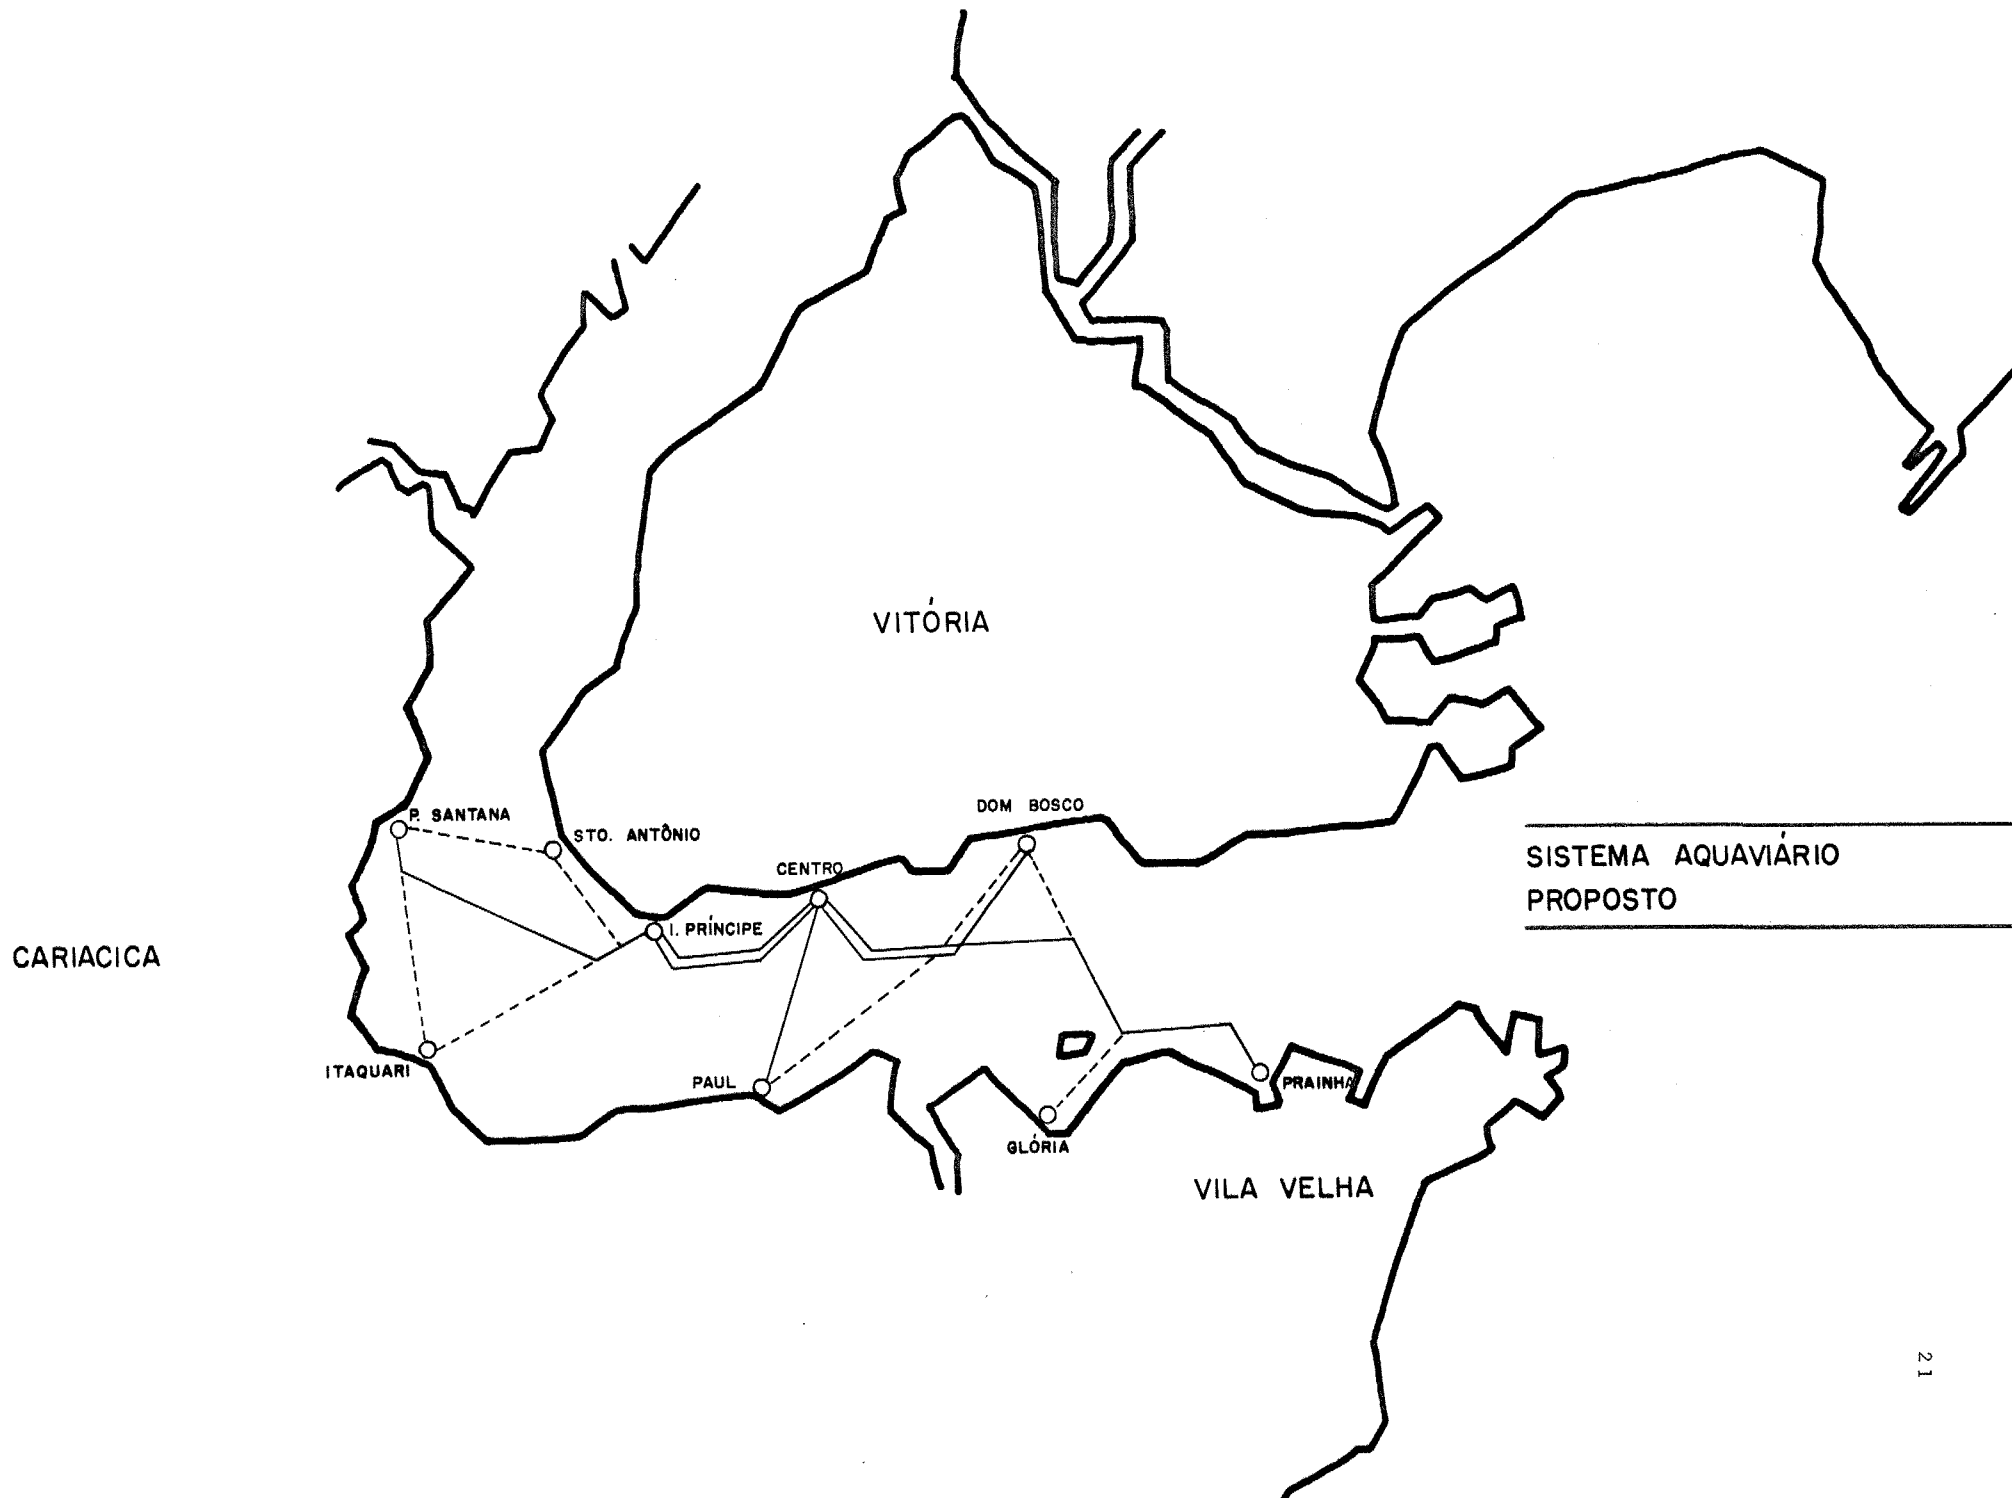 VITÓRIA
P. SANTANA
STO. ANTÔNIO
DOM BOSCO
CENTRO
SISTEMA AQUAVIÁRIO
PROPOSTO
I. PRÍNCIPE
CARIACICA
ITAQUARI
PAUL
PRAINHA
GLÓRIA
VILA VELHA
21